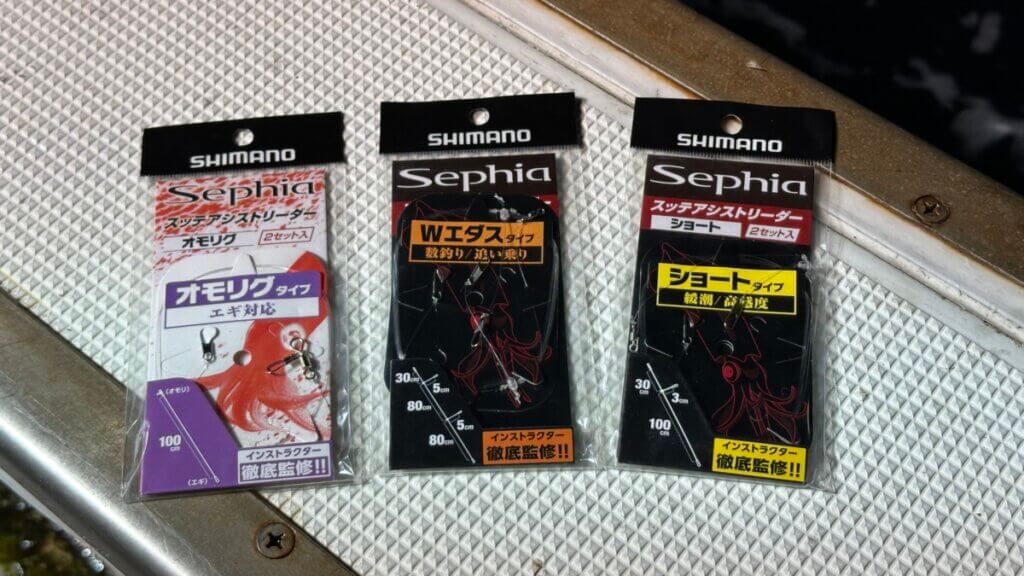 SHIMANO
Sephia
スッテアシストリーダー
オモリグ 2セット入
オモリグタイプ
エギ対応
(オモリ)
100cm
(エギ)
インストラクター
徹底監修!!
SHIMANO
Sephia
Wエダスタイプ
数釣り/追い乗り
30cm
5cm
80cm
5cm
80cm
インストラクター
徹底監修!!
SHIMANO
Sephia
スッテアシストリーダー
ショート 2セット入
ショートタイプ
緩潮/高感度
30cm
3cm
100cm
インストラクター
徹底監修!!